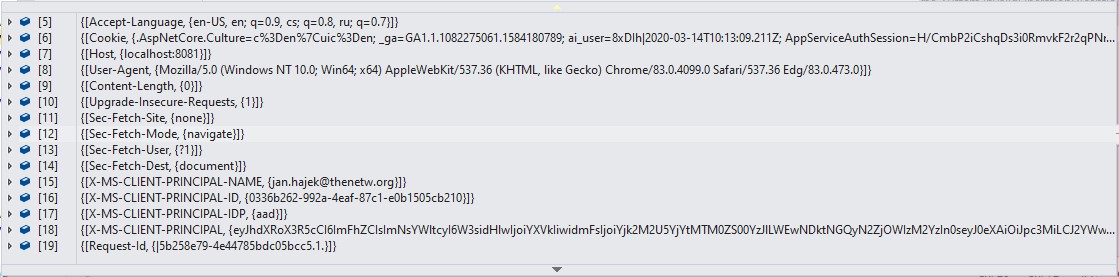 [5] {[Accept-Language, {en-US, en; q=0.9, cs; q=0.8, ru; q=0.7}]}
[6] {[Cookie, {.AspNetCore.Culture=c%3Den%7Cuic%3Den; _ga=GA1.1.1082275061.1584180789; ai_user=8xDlh|2020-03-14T10:13:09.211Z; AppServiceAuthSession=H/CmbP2iCshqDs3i0RmvkF2r2qPNr...
[7] {[Host, {localhost:8081}]}
[8] {[User-Agent, {Mozilla/5.0 (Windows NT 10.0; Win64; x64) AppleWebKit/537.36 (KHTML, like Gecko) Chrome/83.0.4099.0 Safari/537.36 Edg/83.0.473.0}]}
[9] {[Content-Length, {0}]}
[10] {[Upgrade-Insecure-Requests, {1}]}
[11] {[Sec-Fetch-Site, {none}]}
[12] {[Sec-Fetch-Mode, {navigate}]}
[13] {[Sec-Fetch-User, {?1}]}
[14] {[Sec-Fetch-Dest, {document}]}
[15] {[X-MS-CLIENT-PRINCIPAL-NAME, {jan.hajek@thenetw.org}]}
[16] {[X-MS-CLIENT-PRINCIPAL-ID, {0336b262-992a-4eaf-87c1-e0b1505cb210}]}
[17] {[X-MS-CLIENT-PRINCIPAL-IDP, {aad}]}
[18] {[X-MS-CLIENT-PRINCIPAL, {eyJhdXRoX3R5cCI6ImFhZCIsImNsYWltcyI6W3sidHlwIjoiYXVkIiwidmFsIjoiYjk2M2U5YjYtMTM0ZS00YzJlLWEwNDktNGQyN2ZjOWIzM2YzIn0seyJ0eXAiOiJpc3MiLCJ2YWw...
[19] {[Request-Id, {|5b258e79-4e44785bdc05bcc5.1.}]}